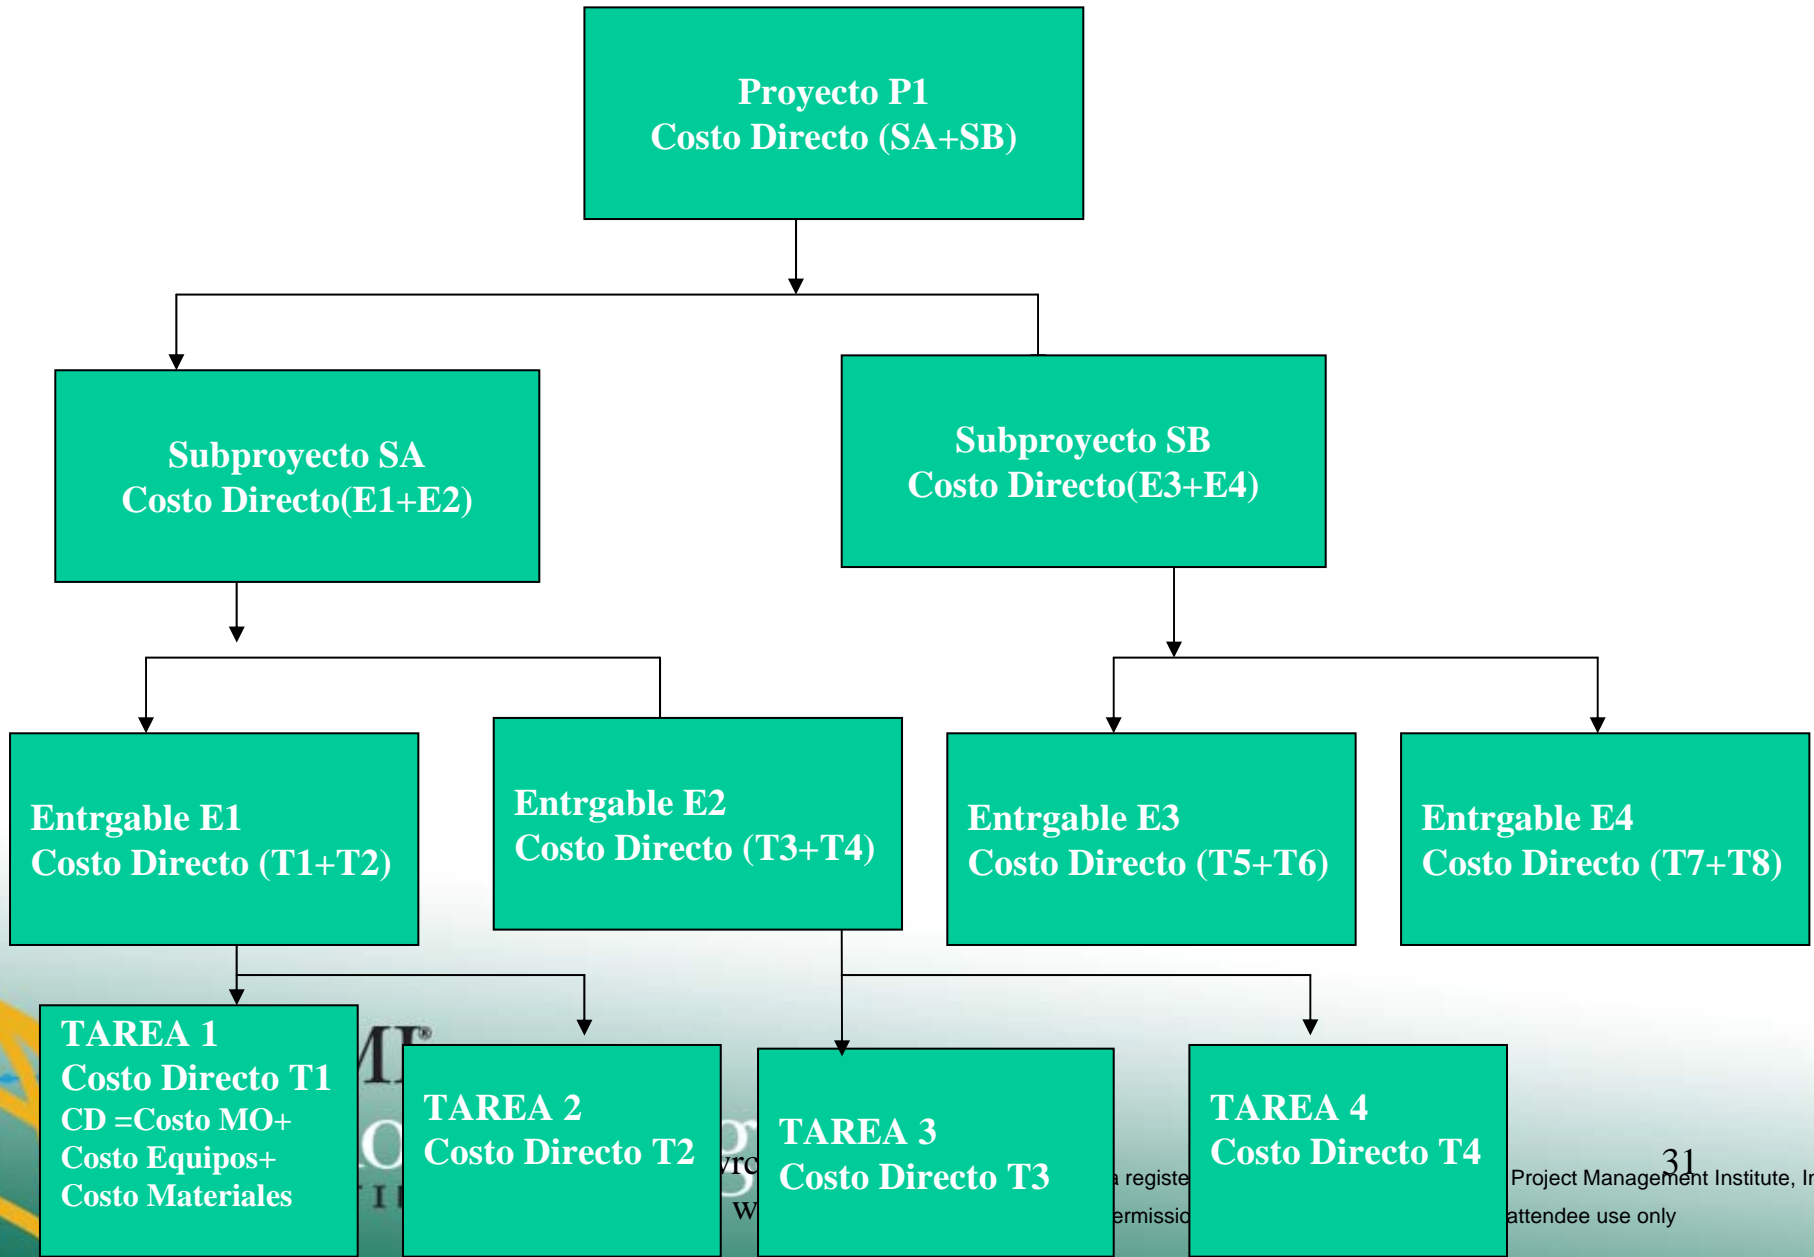 Proyecto P1
Costo Directo (SA+SB)
Subproyecto SA
Costo Directo(E1+E2)
Subproyecto SB
Costo Directo(E3+E4)
Entrgable E1
Costo Directo (T1+T2)
Entrgable E2
Costo Directo (T3+T4)
Entrgable E3
Costo Directo (T5+T6)
Entrgable E4
Costo Directo (T7+T8)
TAREA 1
Costo Directo T1
CD =Costo MO+
Costo Equipos+
Costo Materiales
TAREA 2
Costo Directo T2
TAREA 3
Costo Directo T3
TAREA 4
Costo Directo T4
31
Project Management Institute,
attendee use only